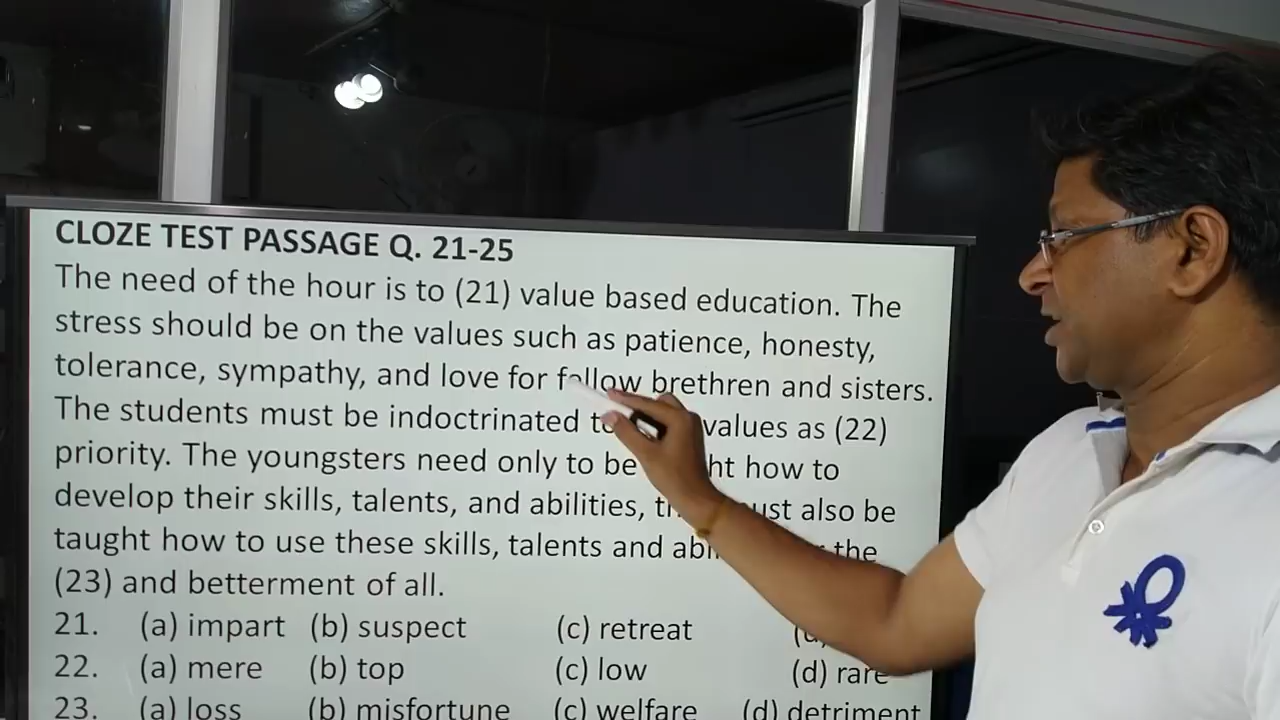 CLOZE TEST PASSAGE Q. 21-25
The need of the hour is to (21) value based education. The
stress should be on the values such as patience, honesty,
tolerance, sympathy, and love for fellow brethren and sisters.
The students must be indoctrinated values as (22)
priority. The youngsters need only to be how to
develop their skills, talents, and abilities, also be
taught how to use these skills, talents and the
(23) and betterment of all.
21. (a) impart (b) suspect (c) retreat
22. (a) mere (b) top (c) low (d) rare
23. (a) loss (b) misfortune (c) welfare (d) detriment